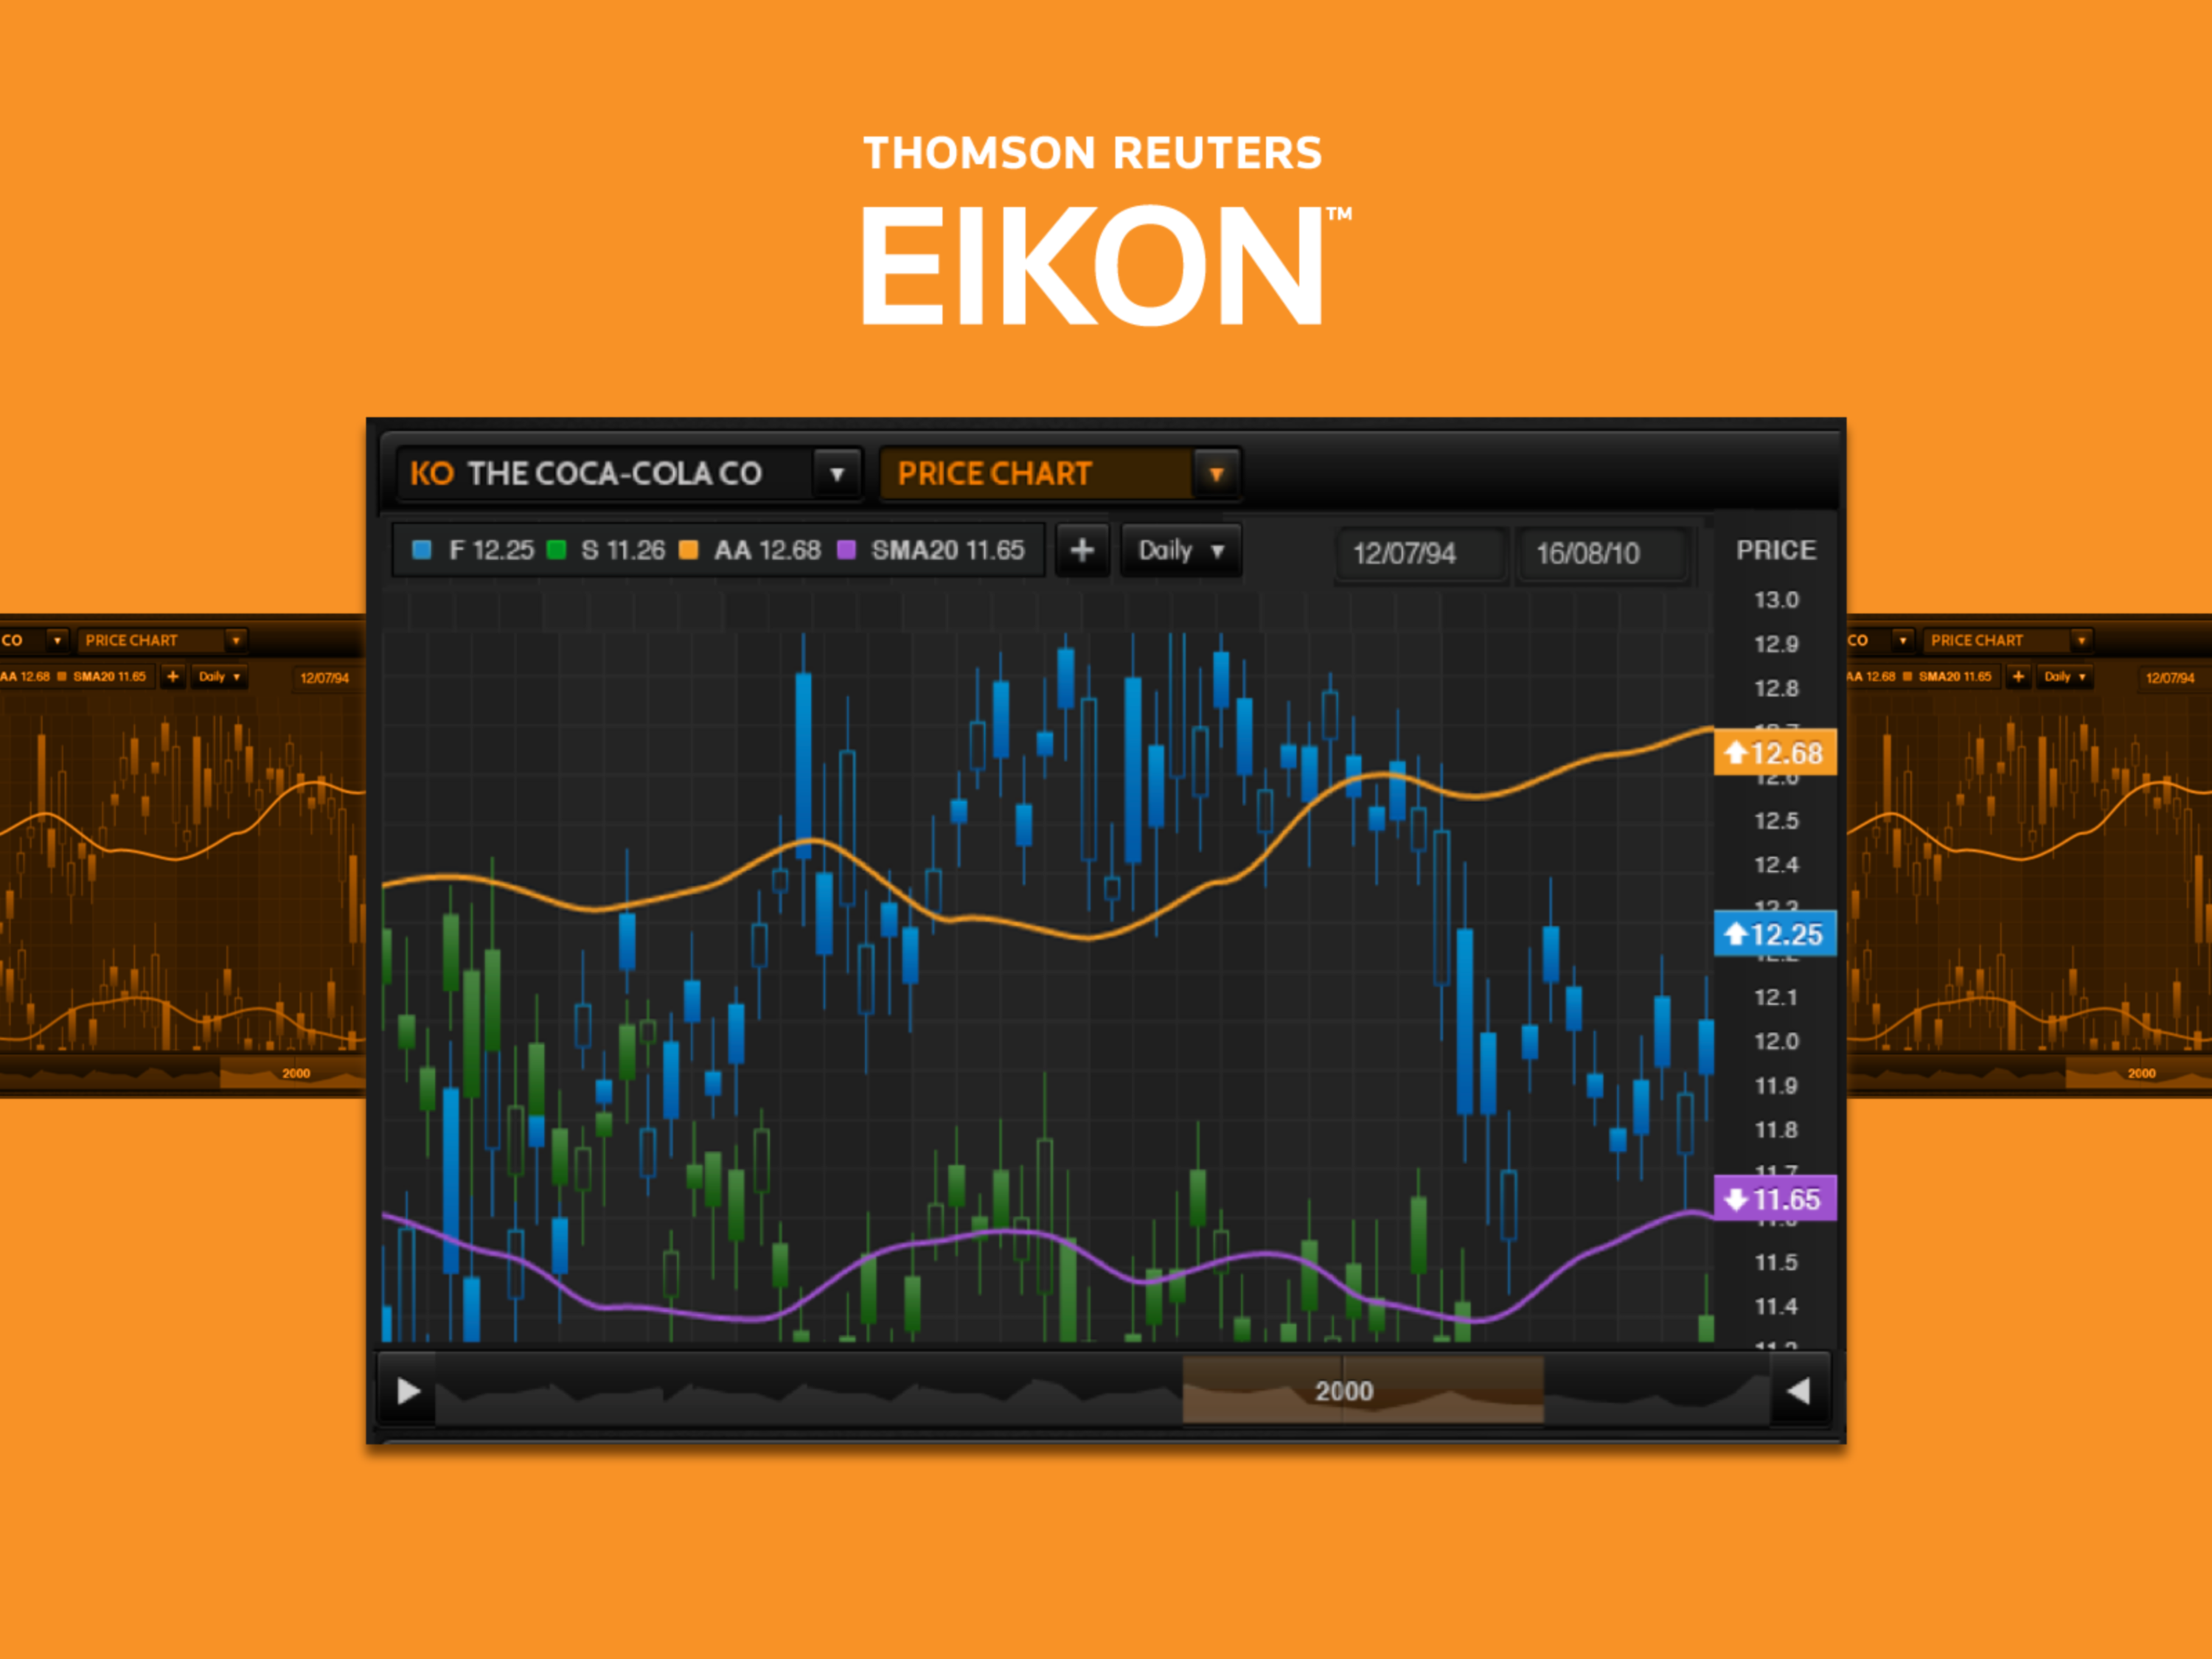 THOMSON REUTERS
EIKON™
KO THE COCA-COLA CO ▼ PRICE CHART ▼
F 12.25 S 11.26 AA 12.68 SMA20 11.65 + Daily ▼ 12/07/94 16/08/10 PRICE
13.0
12.9
12.8
12.68
12.5
12.4
12.25
12.1
12.0
11.9
11.8
11.65
11.5
11.4
2000
CO ▼ PRICE CHART ▼
AA 12.68 SMA20 11.65 + Daily ▼ 12/07/94
2000
CO ▼ PRICE CHART ▼
AA 12.68 SMA20 11.65 + Daily ▼ 12/07/94
2000